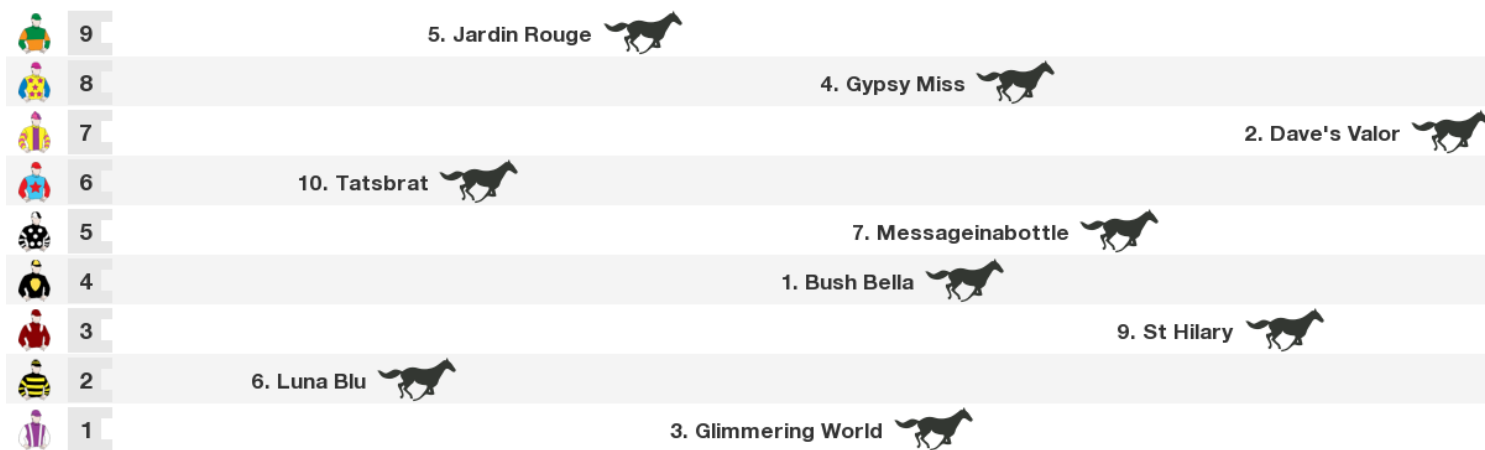 9 5. Jardin Rouge
8 4. Gypsy Miss
7 2. Dave's Valor
6 10. Tatsbrat
5 7. Messageinabottle
4 1. Bush Bella
3 9. St Hilary
2 6. Luna Blu
1 3. Glimmering World